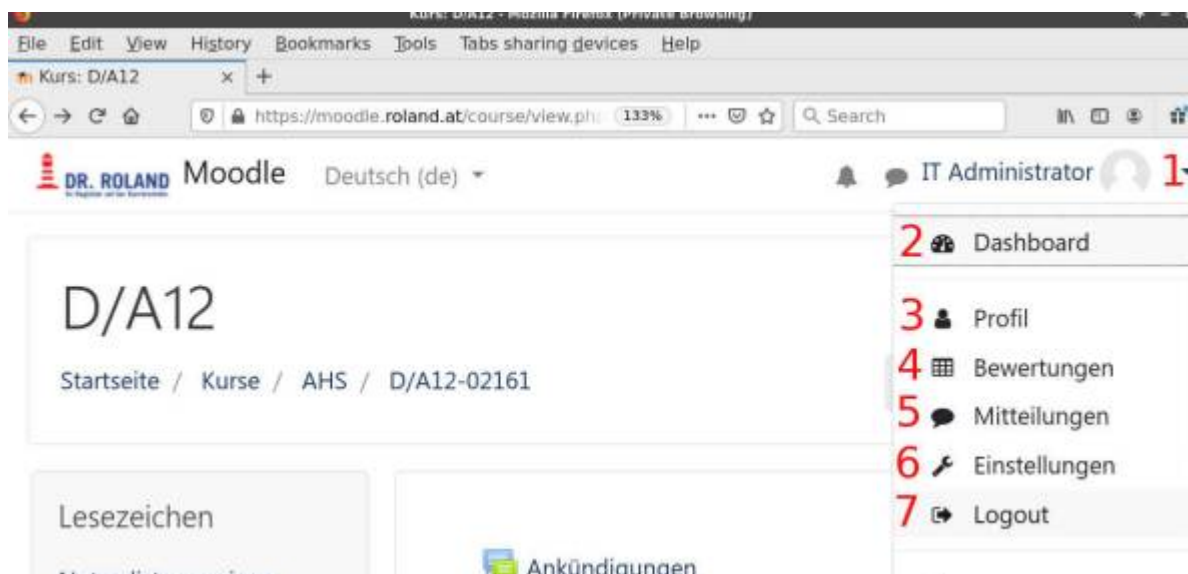 Kurs: D/A12 - Mozilla Firefox (Private Browsing)
File Edit View History Bookmarks Tools Tabs sharing devices Help
Kurs: D/A12 × +
https://moodle.roland.at/course/view.ph 133% ... Search
DR. ROLAND Moodle Deutsch (de) IT Administrator 1
2 Dashboard
D/A12
3 Profil
Startseite / Kurse / AHS / D/A12-02161
4 Bewertungen
5 Mitteilungen
6 Einstellungen
Lesezeichen
7 Logout
Ankündigungen